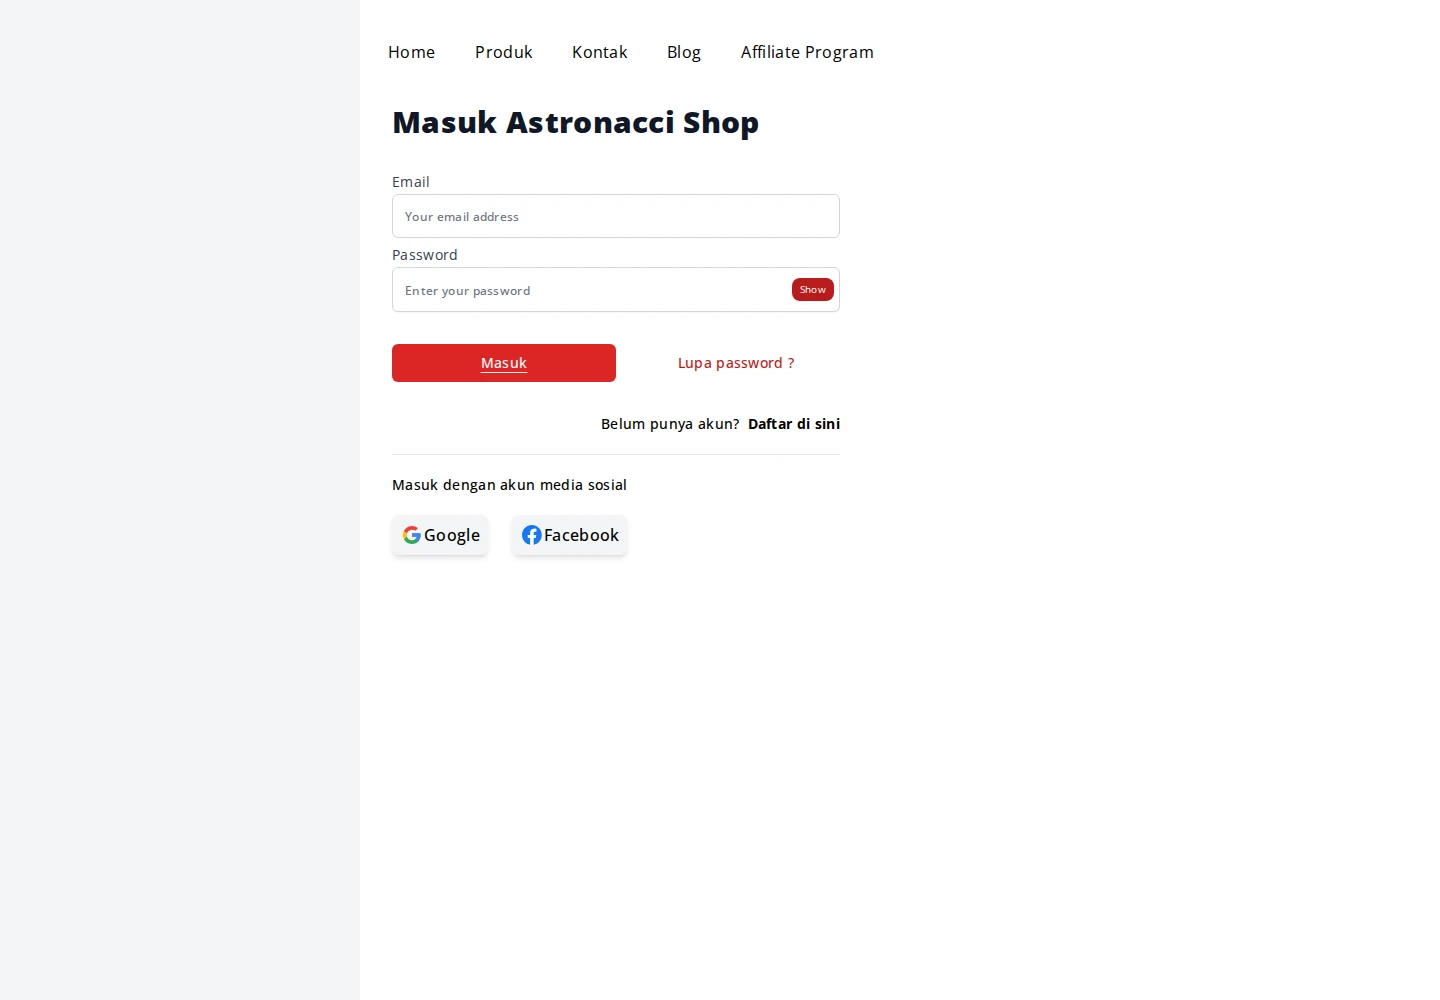 Home Produk Kontak Blog Affiliate Program
Masuk Astronacci Shop
Email
Your email address
Password
Enter your password Show
Masuk Lupa password ?
Belum punya akun? Daftar di sini
Masuk dengan akun media sosial
Google Facebook